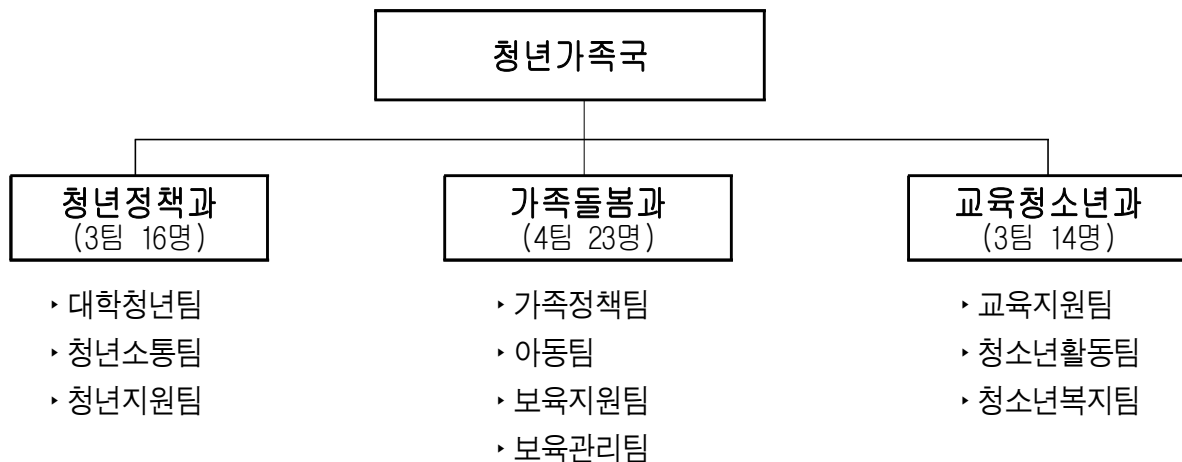 청년가족국
청년정책과
(3팀 16명)
▸ 대학청년팀
▸ 청년소통팀
▸ 청년지원팀
가족돌봄과
(4팀 23명)
▸ 가족정책팀
▸ 아동팀
▸ 보육지원팀
▸ 보육관리팀
교육청소년과
(3팀 14명)
▸ 교육지원팀
▸ 청소년활동팀
▸ 청소년복지팀